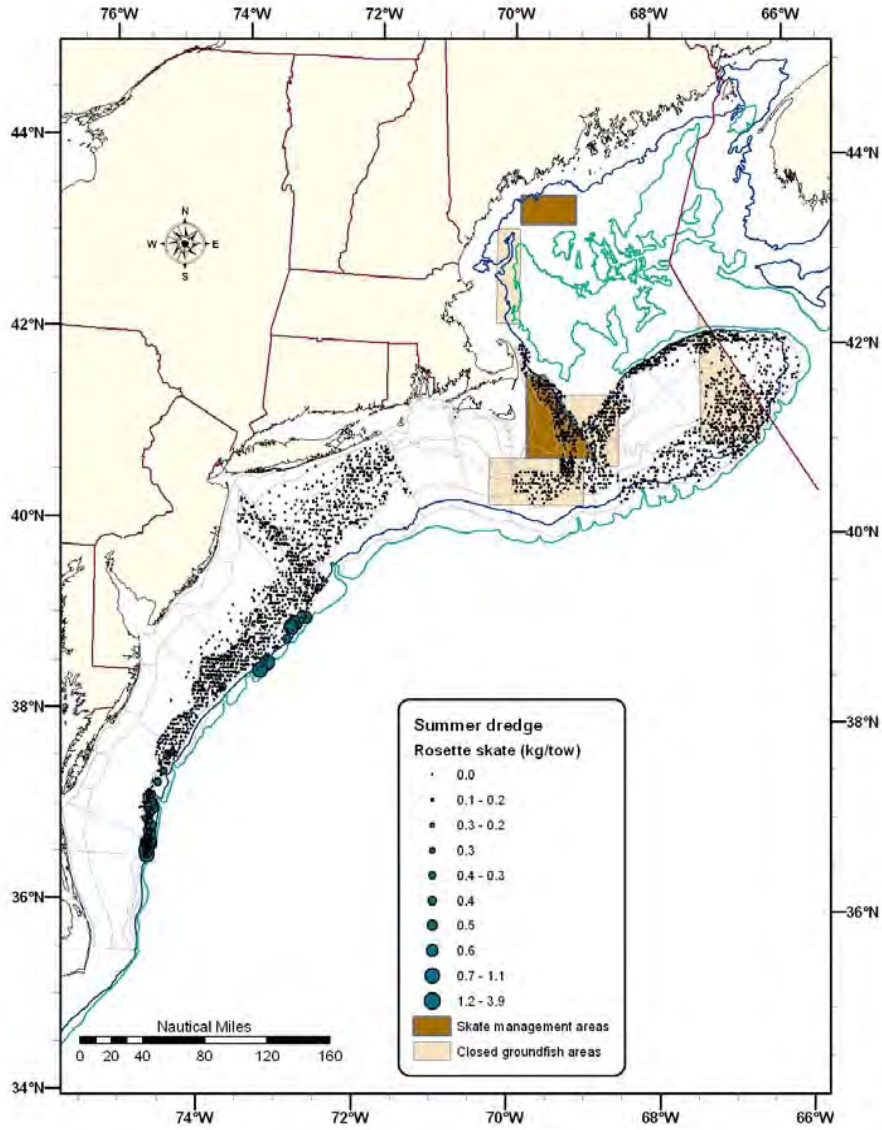 76°W 74°W 72°W 70°W 68°W 66°W
44°N 44°N
N
W E
S
42°N 42°N
40°N 40°N
38°N 38°N
Summer dredge
Rosette skate (kg/tow)
0.0
0.1 - 0.2
0.3 - 0.2
0.3
0.4 - 0.3
0.4
0.5
0.6
0.7 - 1.1
1.2 - 3.9
Skate management areas
Closed groundfish areas
36°N 36°N
Nautical Miles
0 20 40 80 120 160
34°N
74°W 72°W 70°W 68°W 66°W